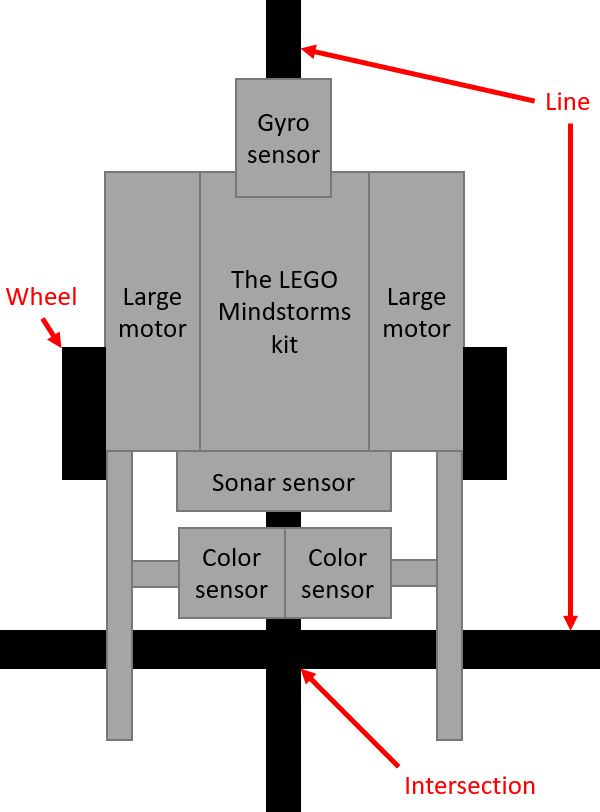 Line
Gyro
sensor
Wheel
Large
motor
The LEGO
Mindstorms
kit
Large
motor
Sonar sensor
Color
sensor
Color
sensor
Intersection